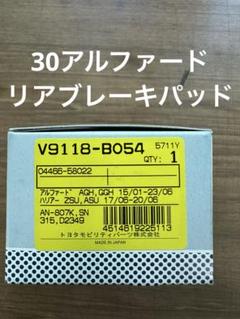 30アルファード
リアブレーキパッド
V9118-B054
5711Y
QTY: 1
04466-58022
アルファード AGH,GGH 15/01-23/06
ハリアー ZSU,ASU 17/06-20/06
AN-807K,SN
315,D2349
4514819225113
トヨタモビリティパーツ株式会社
MADE IN JAPAN